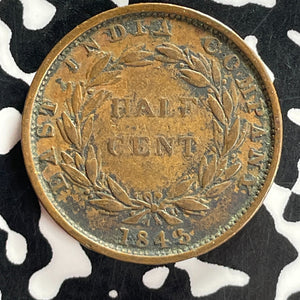 EAST INDIA COMPANY
HALF
CENT
1845